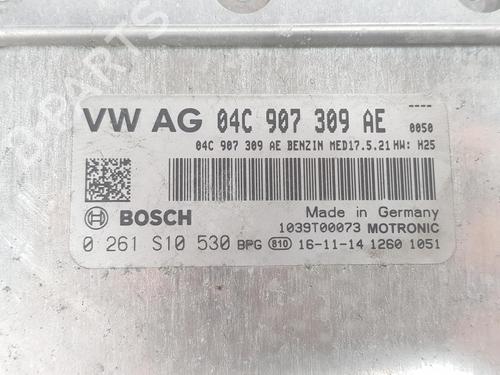 B-PARTS
VW AG 04C 907 309 AE ----
0050
04C 907 309 AE BENZIN MED17.5.21 HW: H25
BOSCH
Made in Germany
1039T00073 MOTRONIC
0 261 S10 530 BPG 810 16-11-14 1260 1051